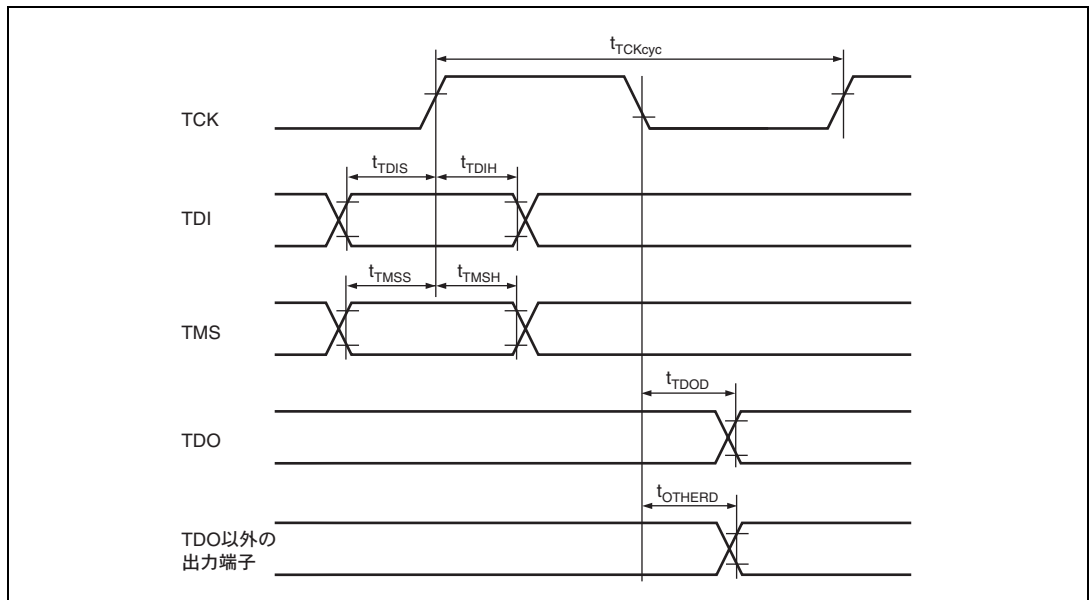 tTCKcyc
TCK
tTDIS tTDIH
TDI
tTMSS tTMSH
TMS
tTDOD
TDO
tOTHERD
TDO以外の
出力端子